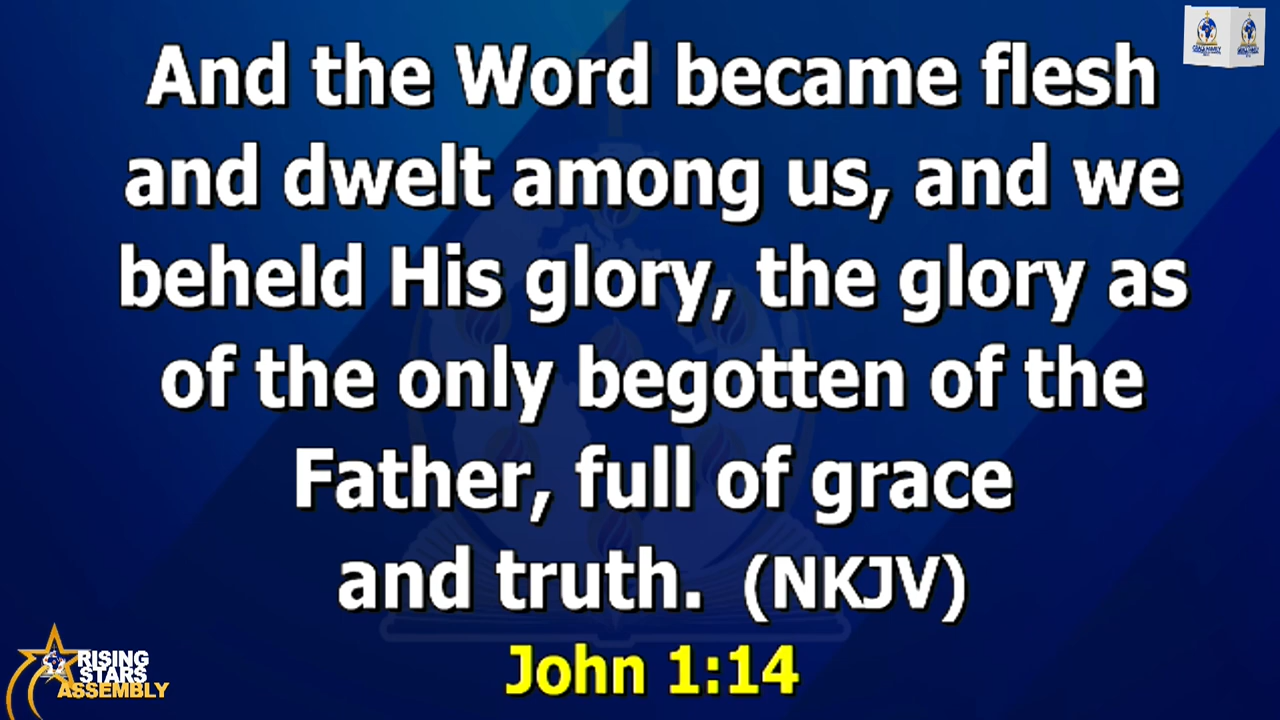 And the Word became flesh
and dwelt among us, and we
beheld His glory, the glory as
of the only begotten of the
Father, full of grace
and truth. (NKJV)
John 1:14
RISING
STARS
ASSEMBLY